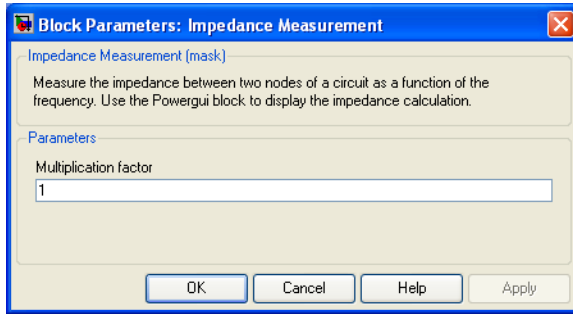 Block Parameters: Impedance Measurement
Impedance Measurement (mask)
Measure the impedance between two nodes of a circuit as a function of the
frequency. Use the Powergui block to display the impedance calculation.
Parameters
Multiplication factor
1
OK Cancel Help Apply